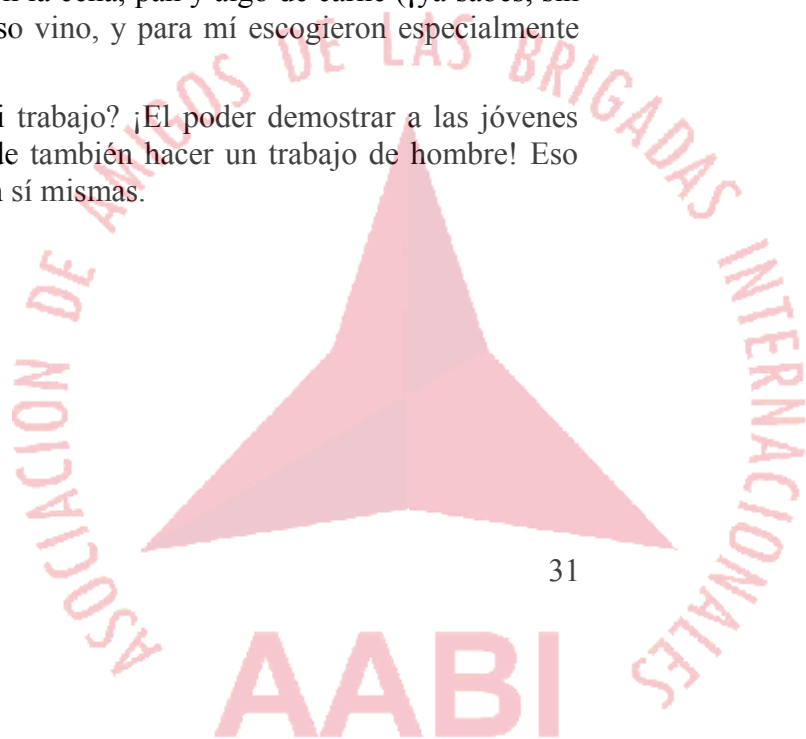 n la cena, pan y algo de carne (¡ya sabes, sin
so vino, y para mí escogieron especialmente
i trabajo? ¡El poder demostrar a las jóvenes
de también hacer un trabajo de hombre! Eso
n sí mismas.
ASOCIACION DE AMIGOS DE LAS BRIGADAS INTERNACIONALES
31
AABI